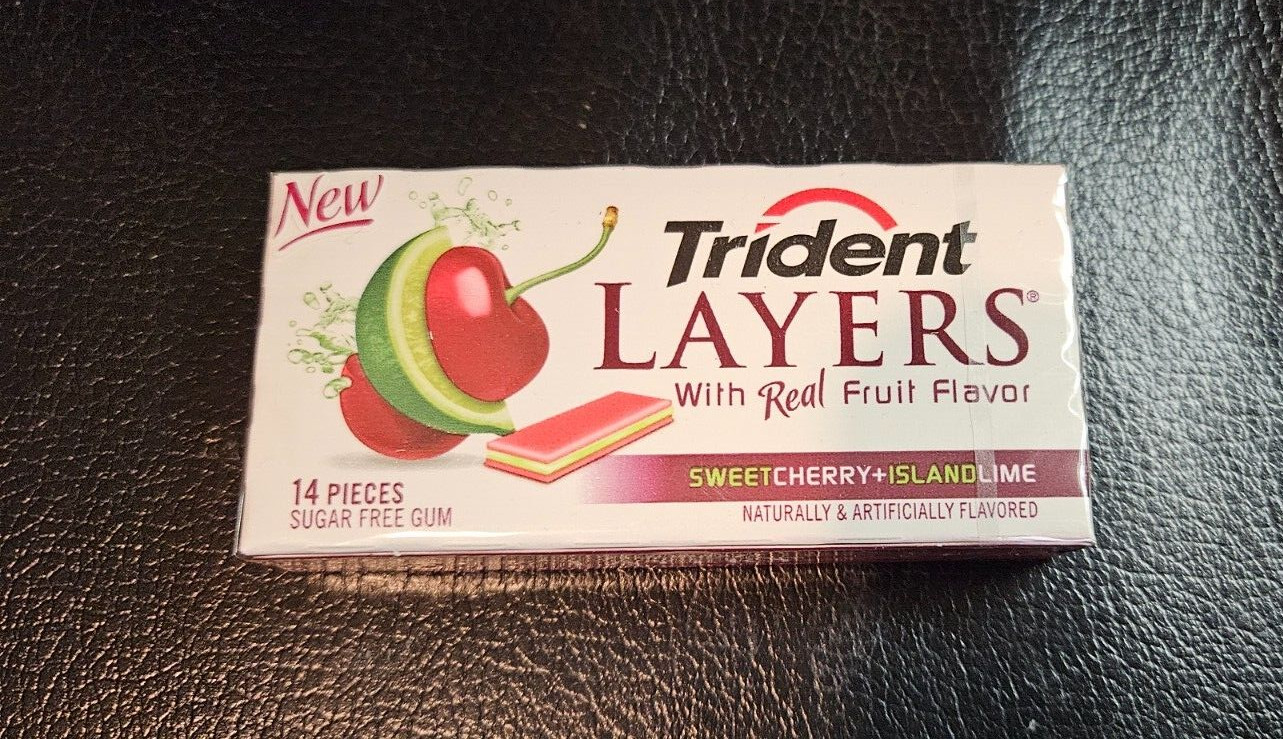 New
Trident
LAYERS®
With Real Fruit Flavor
SWEETCHERRY+ISLANDLIME
NATURALLY & ARTIFICIALLY FLAVORED
14 PIECES
SUGAR FREE GUM